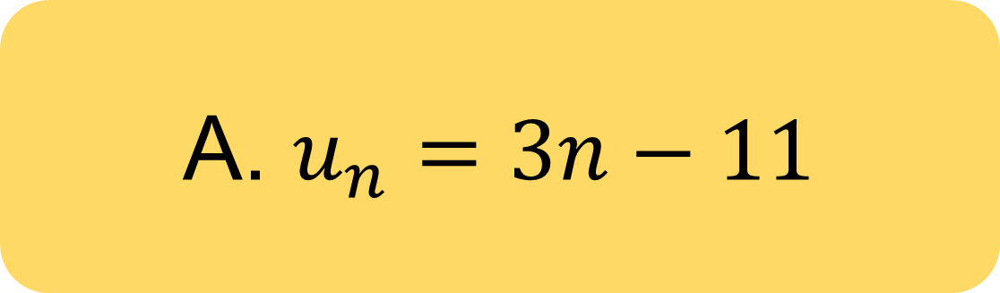 A. uₙ = 3n − 11